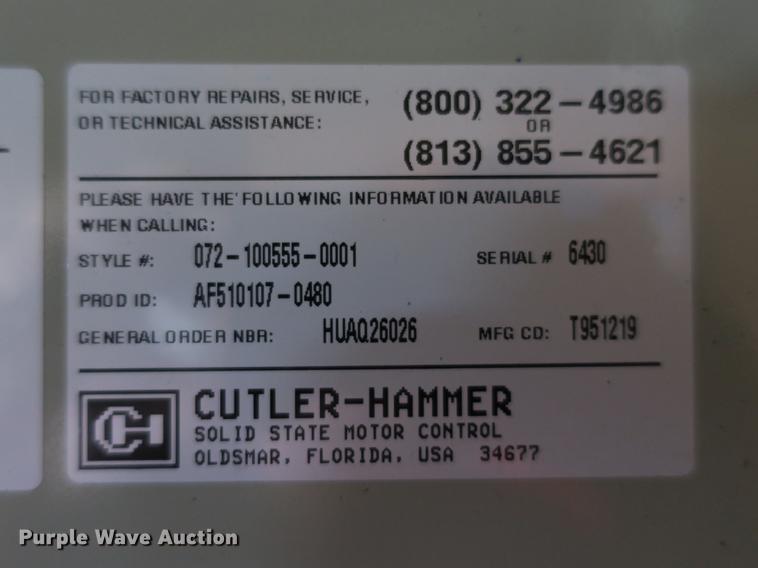 FOR FACTORY REPAIRS, SERVICE, (800) 322-4986
OR TECHNICAL ASSISTANCE: OR
(813) 855-4621
PLEASE HAVE THE FOLLOWING INFORMATION AVAILABLE
WHEN CALLING:
STYLE #: 072-100555-0001 SERIAL # 6430
PROD ID: AF510107-0480
GENERAL ORDER NBR: HUAQ26026 MFG CD: T951219
CH CUTLER-HAMMER
SOLID STATE MOTOR CONTROL
OLDSMAR, FLORIDA, USA 34677
Purple Wave Auction